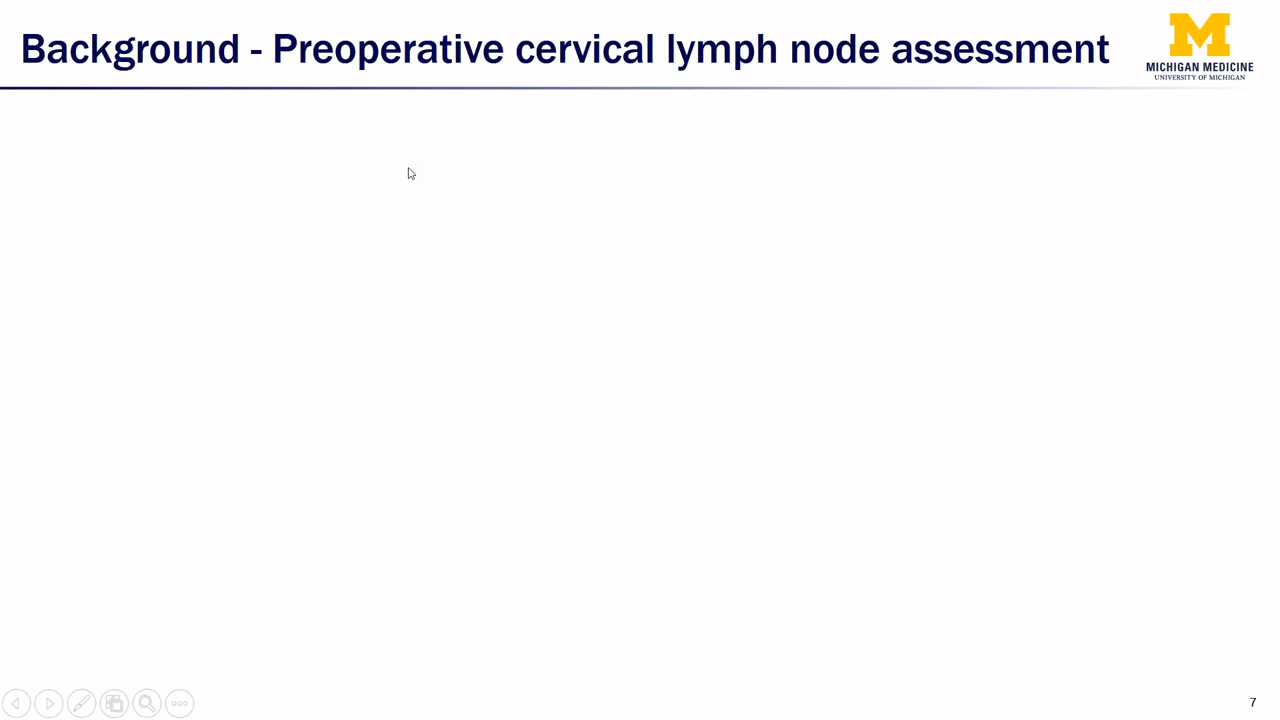 Background - Preoperative cervical lymph node assessment
M
MICHIGAN MEDICINE
UNIVERSITY OF MICHIGAN
7